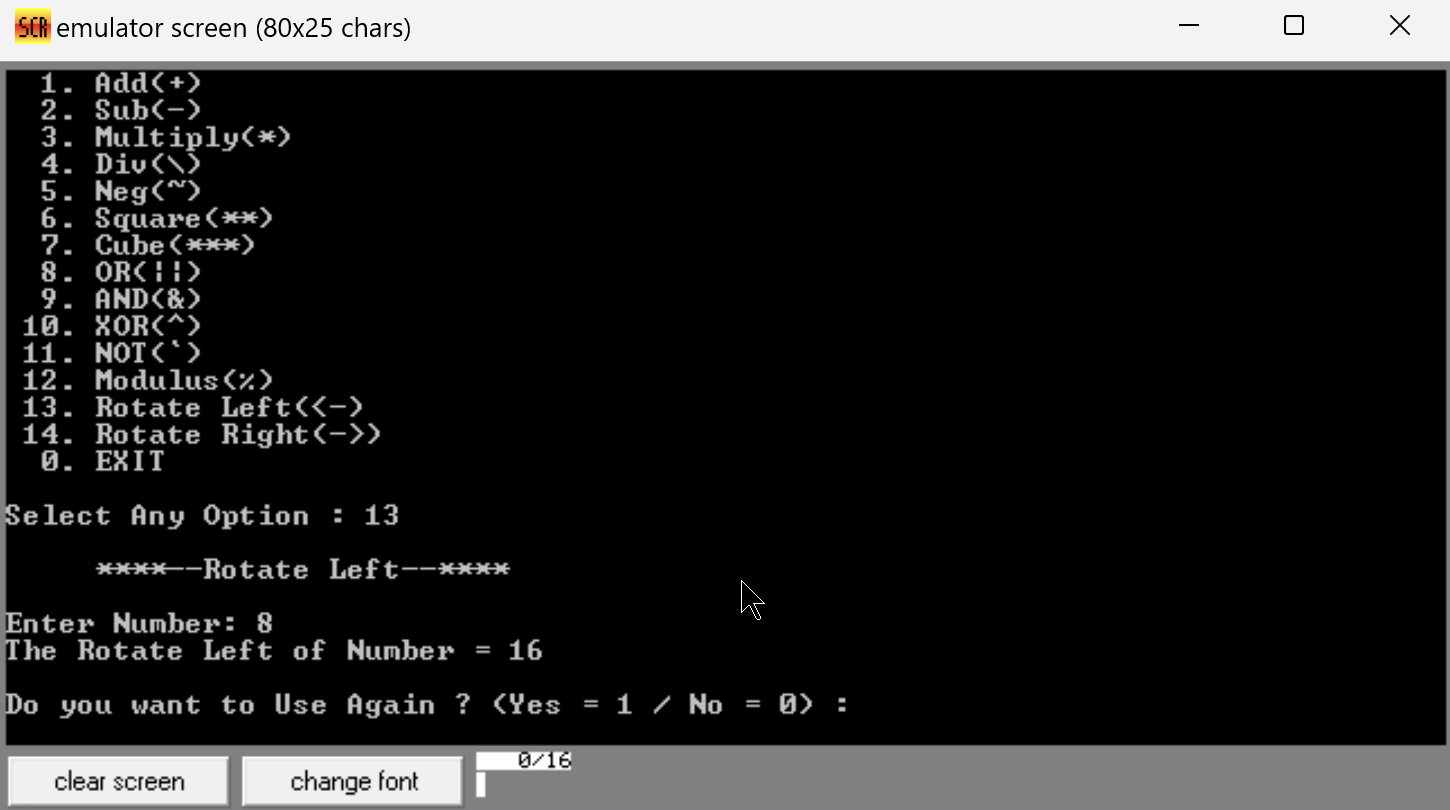 SCR emulator screen (80x25 chars)
1. Add(+)
2. Sub(-)
3. Multiply(*)
4. Div(\)
5. Neg(~)
6. Square(**)
7. Cube(***)
8. OR(||)
9. AND(&)
10. XOR(^)
11. NOT(`)
12. Modulus(%)
13. Rotate Left(<-)
14. Rotate Right(->)
0. EXIT
Select Any Option : 13
****--Rotate Left--****
Enter Number: 8
The Rotate Left of Number = 16
Do you want to Use Again ? (Yes = 1 / No = 0) :
clear screen
change font
0/16